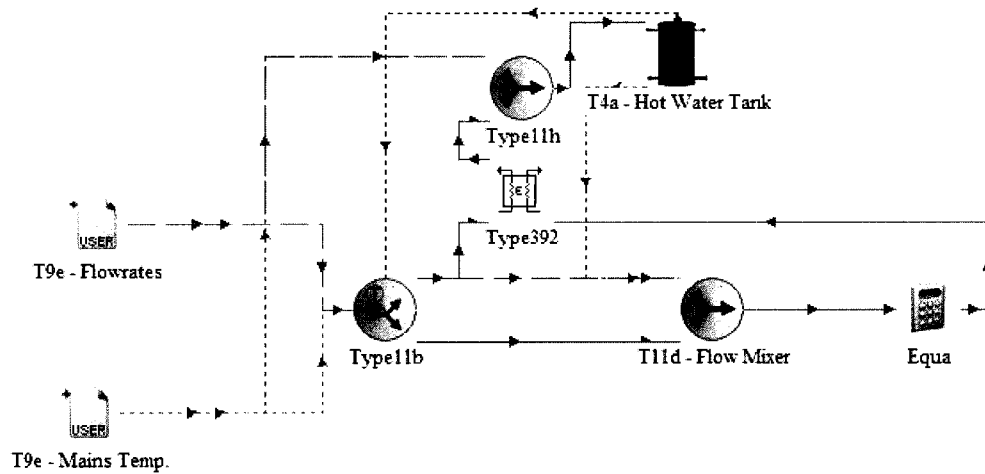 T4a - Hot Water Tank
Type11h
E
Type392
USER
T9e - Flowrates
Type11b
T11d - Flow Mixer
Equa
USER
T9e - Mains Temp.